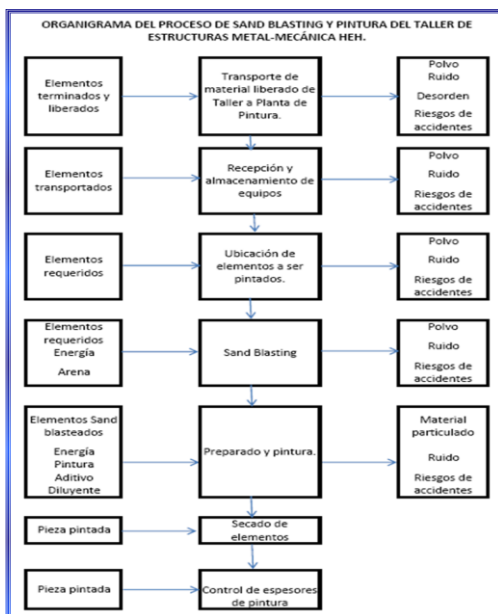 ORGANIGRAMA DEL PROCESO DE SAND BLASTING Y PINTURA DEL TALLER DE
ESTRUCTURAS METAL-MECÁNICA HEH.
Elementos
terminados y
liberados
Transporte de
material liberado de
Taller a Planta de
Pintura.
Polvo
Ruido
Desorden
Riesgos de
accidentes
Elementos
transportados
Recepción y
almacenamiento de
equipos
Polvo
Ruido
Riesgos de
accidentes
Elementos
requeridos
Ubicación de
elementos a ser
pintados.
Polvo
Ruido
Riesgos de
accidentes
Elementos
requeridos
Energía
Arena
Sand Blasting
Polvo
Ruido
Riesgos de
accidentes
Elementos Sand
blasteados
Energía
Pintura
Aditivo
Diluyente
Preparado y pintura.
Material
particulado
Ruido
Riesgos de
accidentes
Pieza pintada
Secado de
elementos
Pieza pintada
Control de espesores
de pintura